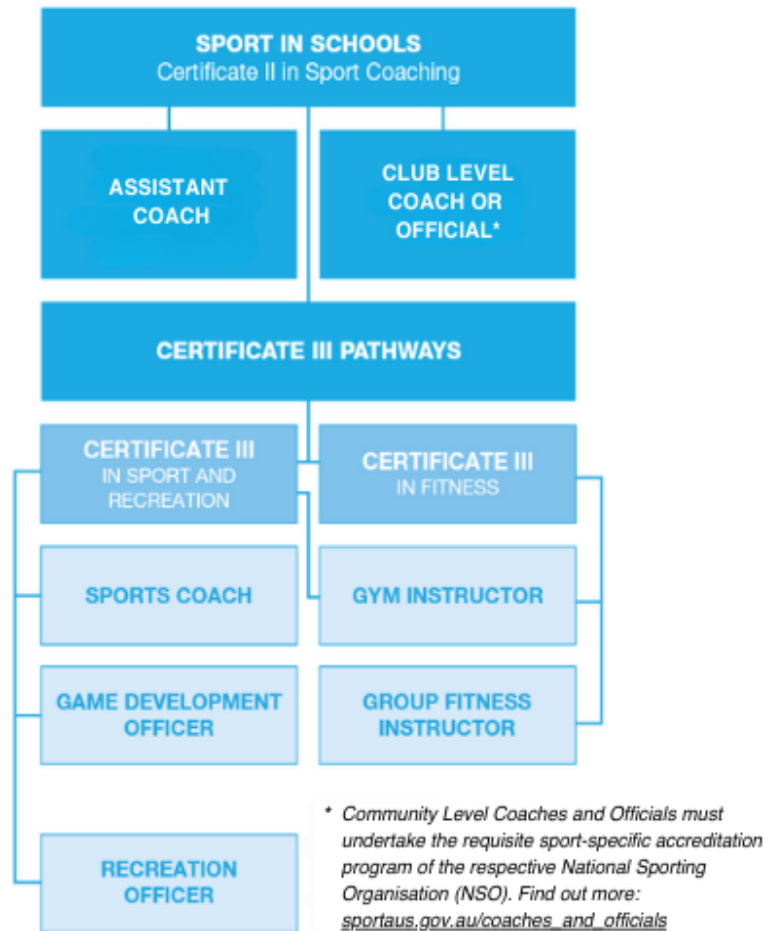 SPORT IN SCHOOLS
Certificate II in Sport Coaching
ASSISTANT
COACH
CLUB LEVEL
COACH OR
OFFICIAL*
CERTIFICATE III PATHWAYS
CERTIFICATE III
IN SPORT AND
RECREATION
CERTIFICATE III
IN FITNESS
SPORTS COACH
GYM INSTRUCTOR
GAME DEVELOPMENT
OFFICER
GROUP FITNESS
INSTRUCTOR
RECREATION
OFFICER
* Community Level Coaches and Officials must
undertake the requisite sport-specific accreditation
program of the respective National Sporting
Organisation (NSO). Find out more:
sportaus.gov.au/coaches_and_officials